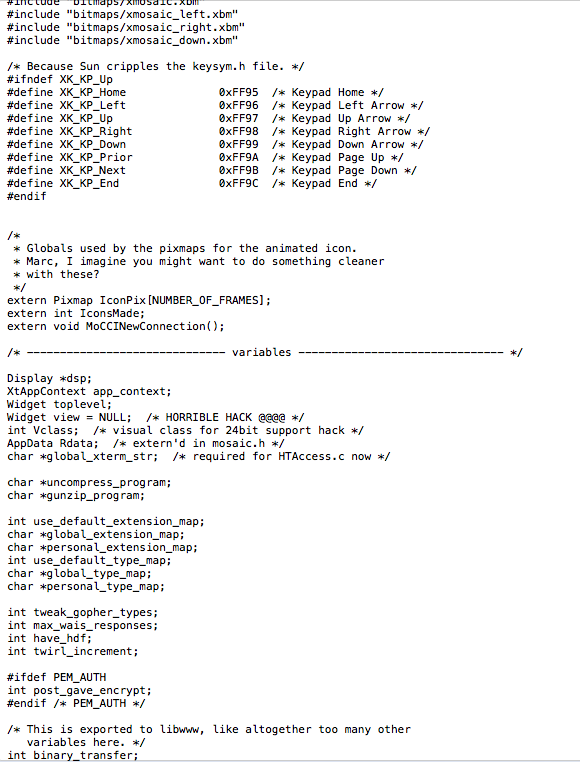 #include "bitmaps/xmosaic.xbm"
#include "bitmaps/xmosaic_left.xbm"
#include "bitmaps/xmosaic_right.xbm"
#include "bitmaps/xmosaic_down.xbm"

/* Because Sun cripples the keysym.h file. */
#ifndef XK_KP_Up
#define XK_KP_Home              0xFF95  /* Keypad Home */
#define XK_KP_Left              0xFF96  /* Keypad Left Arrow */
#define XK_KP_Up                0xFF97  /* Keypad Up Arrow */
#define XK_KP_Right             0xFF98  /* Keypad Right Arrow */
#define XK_KP_Down              0xFF99  /* Keypad Down Arrow */
#define XK_KP_Prior             0xFF9A  /* Keypad Page Up */
#define XK_KP_Next              0xFF9B  /* Keypad Page Down */
#define XK_KP_End               0xFF9C  /* Keypad End */
#endif


/*
 * Globals used by the pixmaps for the animated icon.
 * Marc, I imagine you might want to do something cleaner
 * with these?
 */
extern Pixmap IconPix[NUMBER_OF_FRAMES];
extern int IconsMade;
extern void MoCCINewConnection();

/* ------------------------------ variables ------------------------------- */

Display *dsp;
XtAppContext app_context;
Widget toplevel;
Widget view = NULL;  /* HORRIBLE HACK @@@@ */
int Vclass;  /* visual class for 24bit support hack */
AppData Rdata;  /* extern'd in mosaic.h */
char *global_xterm_str;  /* required for HTAccess.c now */

char *uncompress_program;
char *gunzip_program;

int use_default_extension_map;
char *global_extension_map;
char *personal_extension_map;
int use_default_type_map;
char *global_type_map;
char *personal_type_map;

int tweak_gopher_types;
int max_wais_responses;
int have_hdf;
int twirl_increment;

#ifdef PEM_AUTH
int post_gave_encrypt;
#endif /* PEM_AUTH */

/* This is exported to libwww, like altogether too many other
   variables here. */
int binary_transfer;